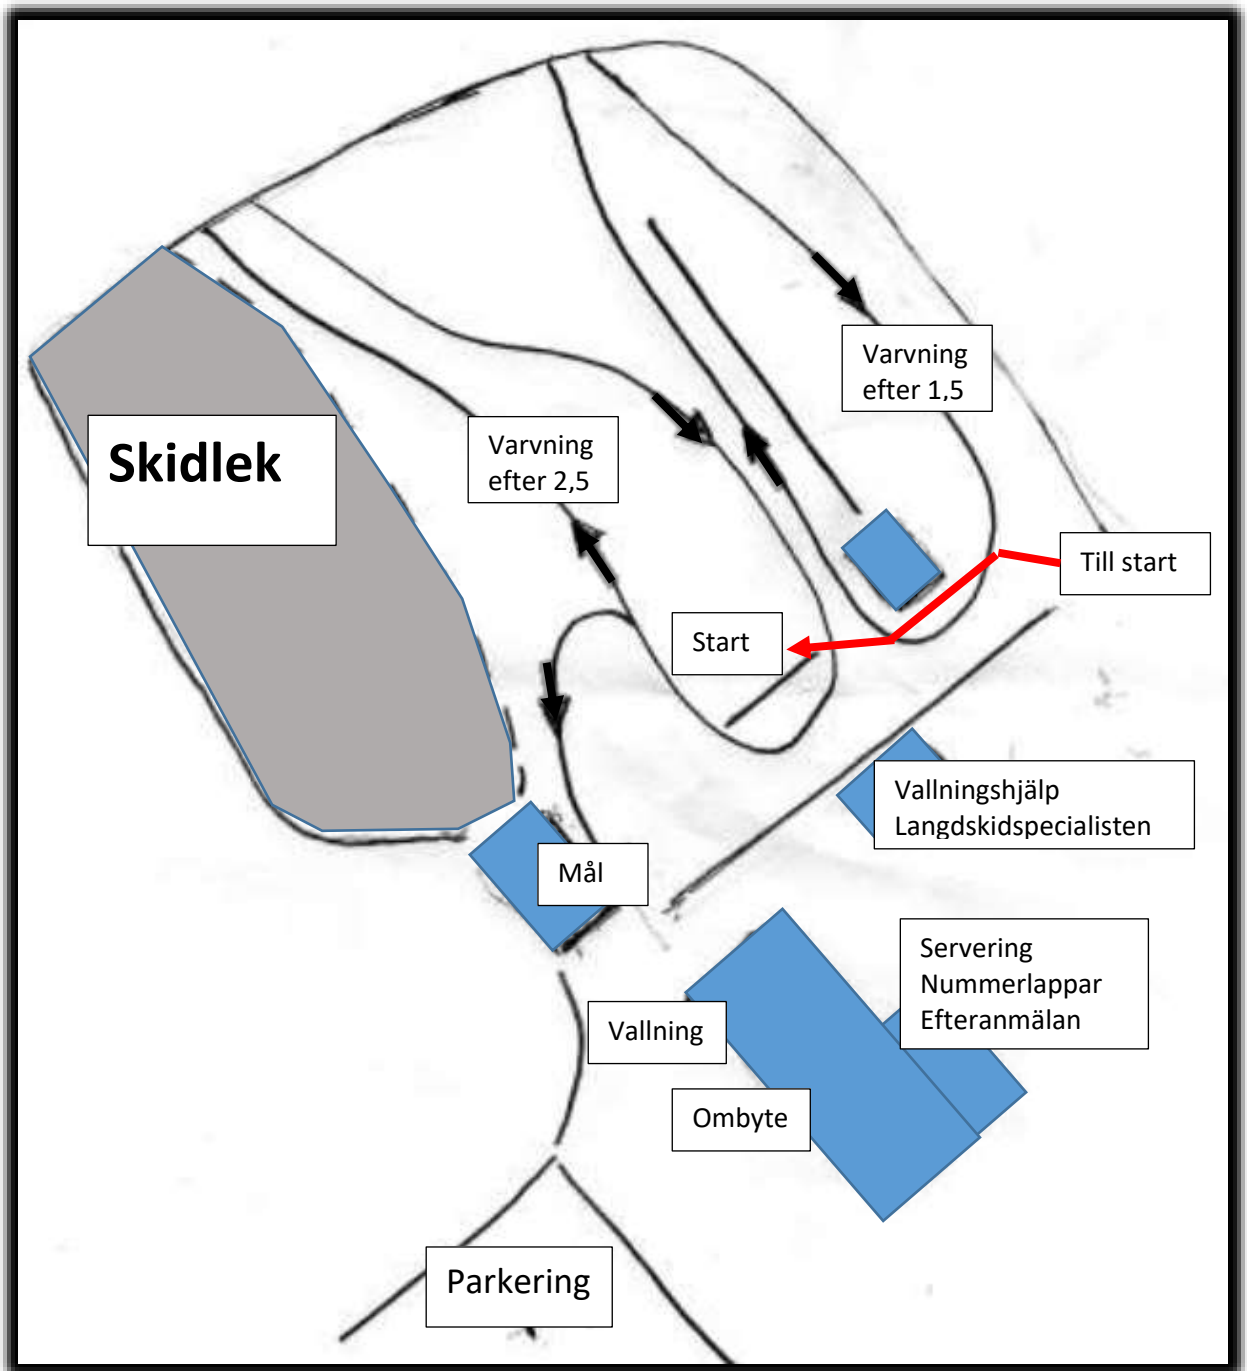 Varvning
efter 1,5
Skidlek
Varvning
efter 2,5
Till start
Start
Vallningshjälp
Langdskidspecialisten
Mål
Servering
Nummerlappar
Efteranmälan
Vallning
Ombyte
Parkering